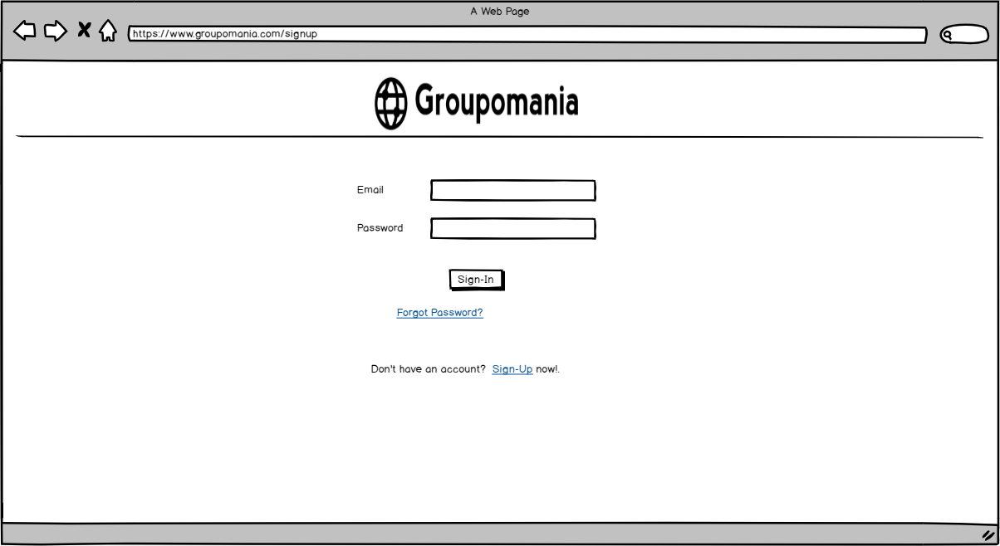 A Web Page
https://www.groupomania.com/signup
Groupomania
Email
Password
Sign-In
Forgot Password?
Don't have an account? Sign-Up now!.